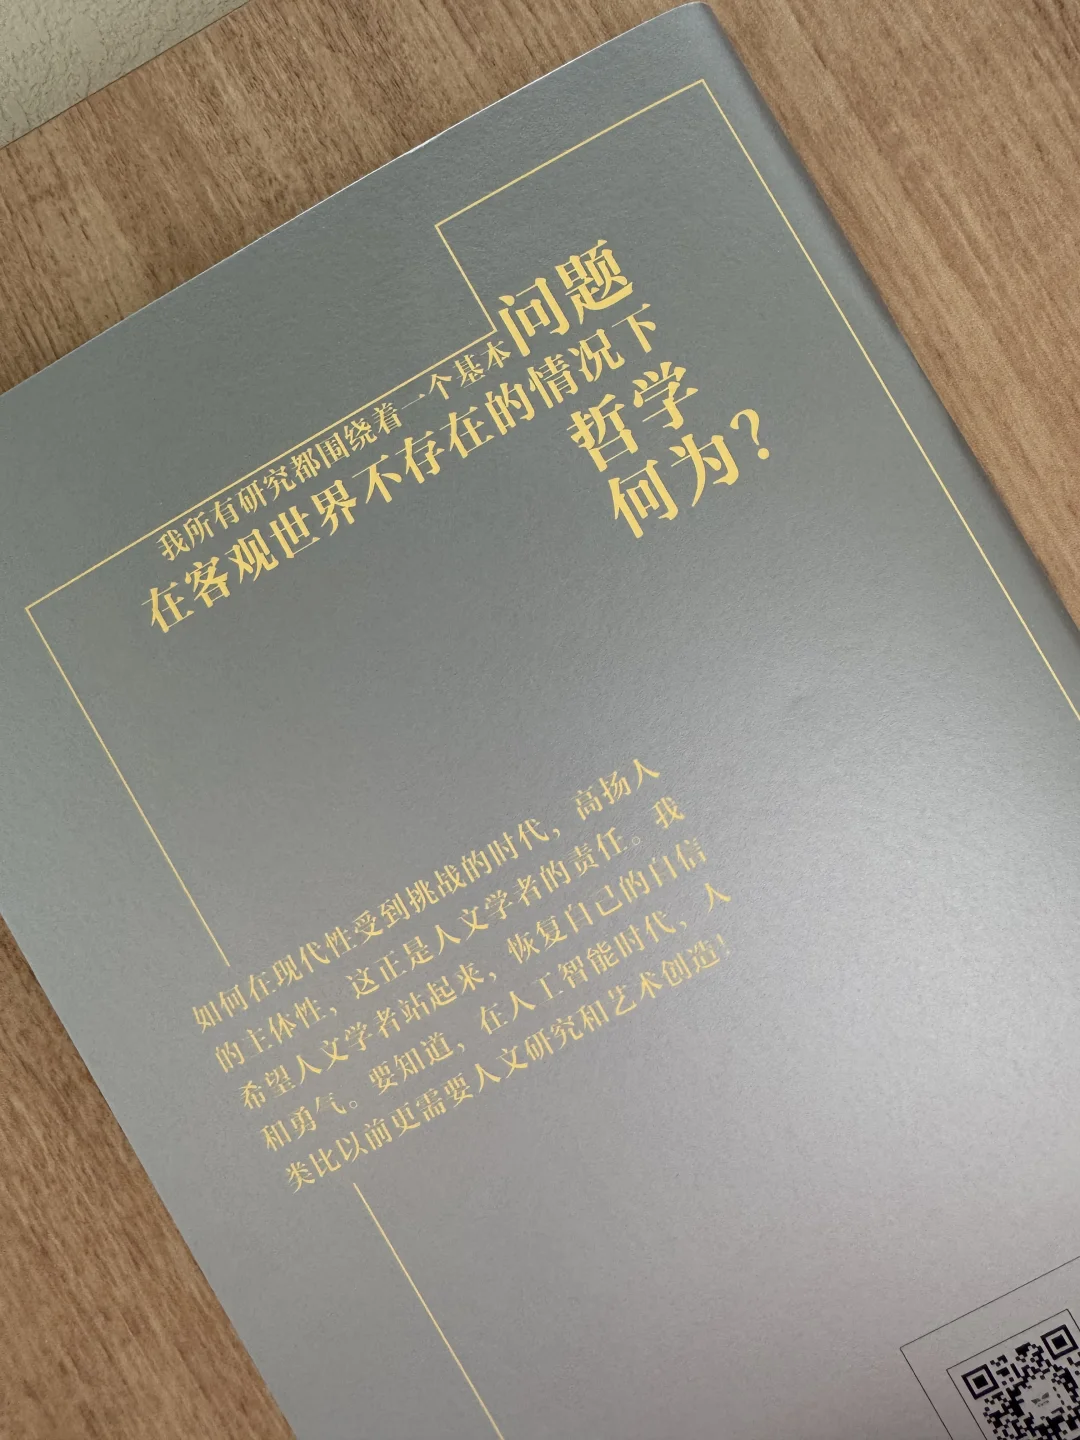 我所有研究都围绕着一个基本问题
在客观世界不存在的情况下
哲学
何为？
如何在现代性受到挑战的时代，高扬人
的主体性，这正是人文学者的责任。我
希望人文学者站起来，恢复自己的自信
和勇气。要知道，在人工智能时代，人
类比以前更需要人文研究和艺术创造！